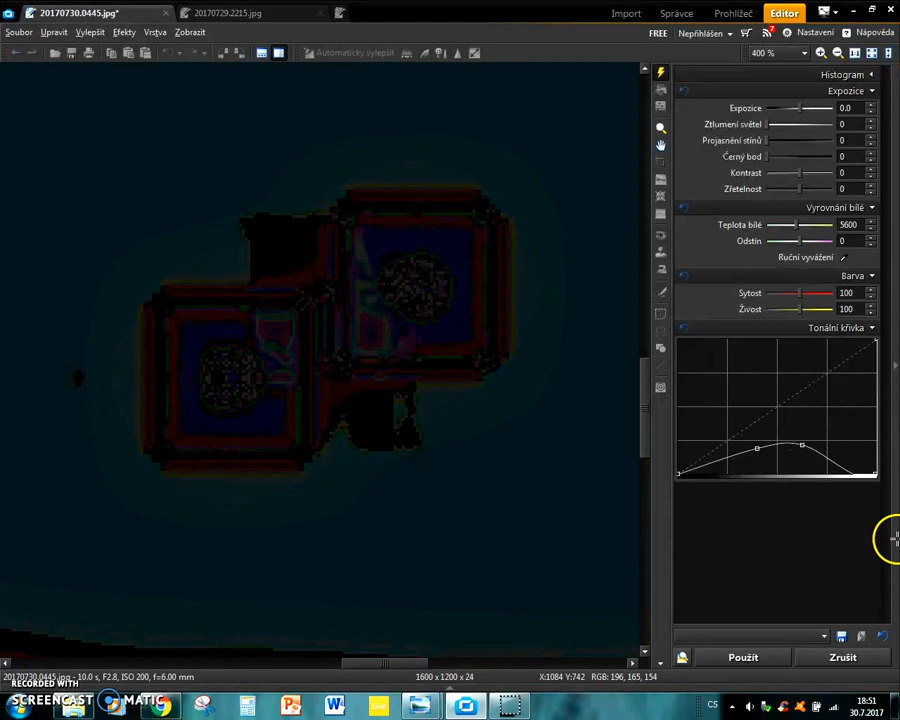 20170730.0445.jpg*
20170729.2215.jpg
Import
Správce
Prohlížeč
Editor
Soubor
Upravit
Vylepšit
Efekty
Vrstva
Zobrazit
FREE
Nepřihlášen
7
Nastavení
Nápověda
Automaticky vylepšit
400 %
Histogram
Expozice
Expozice 0.0
Ztlumení světel 0
Projasnění stínů 0
Černý bod 0
Kontrast 0
Zřetelnost 0
Vyrovnání bílé
Teplota bílé 5600
Odstín 0
Ruční vyvážení
Barva
Sytost 100
Živost 100
Tonální křivka
Použít
Zrušit
20170730.0445.jpg - 10.0 s, F2.8, ISO 200, f=6.00 mm
1600 x 1200 x 24
X:1084 Y:742
RGB: 196, 165, 154
RECORDED WITH
SCREENCAST MATIC
live
CS
18:51
30.7.2017